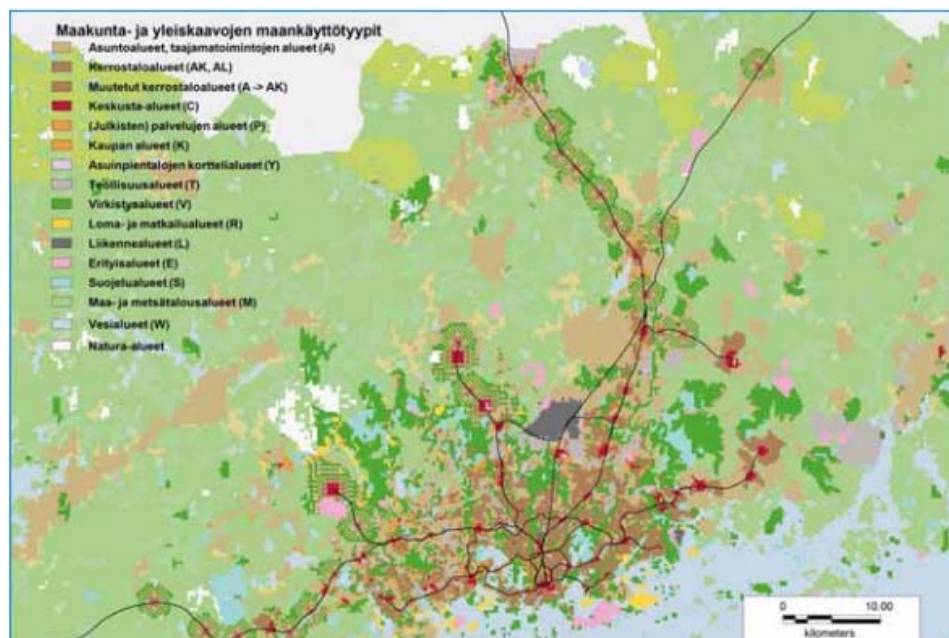 Maakunta- ja yleiskaavojen maankäyttötyypit
Asuntoalueet, taajamatoimintojen alueet (A)
Kerrostaloalueet (AK, AL)
Muutetut kerrostaloalueet (A -> AK)
Keskusta-alueet (C)
(Julkisten) palvelujen alueet (P)
Kaupan alueet (K)
Asuinpientalojen korttelialueet (Y)
Teollisuusalueet (T)
Virkistysalueet (V)
Loma- ja matkailualueet (R)
Liikennealueet (L)
Erityisalueet (E)
Suojelualueet (S)
Maa- ja metsätalousalueet (M)
Vesialueet (W)
Natura-alueet
0 10.00
kilometers